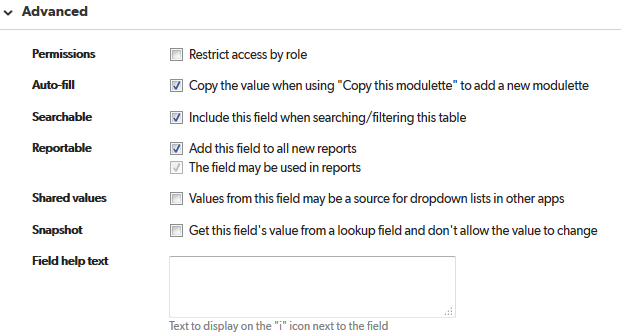 Advanced
Permissions Restrict access by role
Auto-fill Copy the value when using "Copy this modulette" to add a new modulette
Searchable Include this field when searching/filtering this table
Reportable Add this field to all new reports
The field may be used in reports
Shared values Values from this field may be a source for dropdown lists in other apps
Snapshot Get this field's value from a lookup field and don't allow the value to change
Field help text
Text to display on the "i" icon next to the field